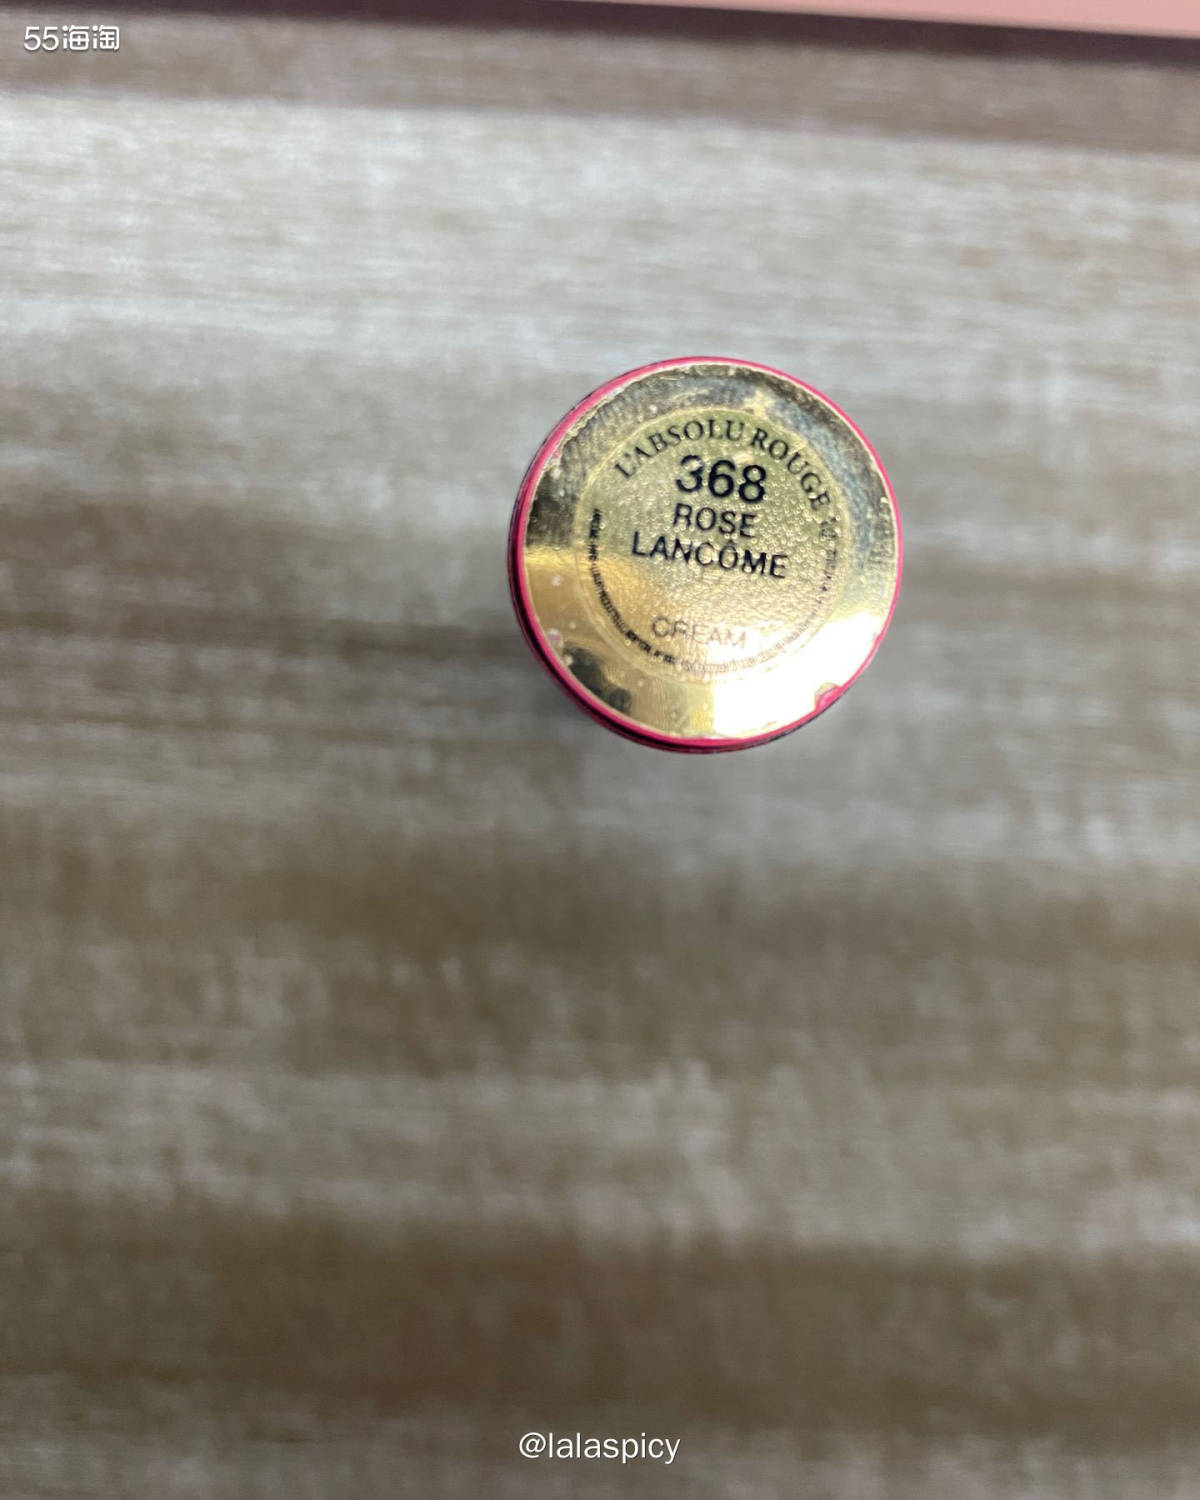 55海淘
L'ABSOLU ROUGE
368
ROSE
LANCÔME
CREAM
@lalaspicy